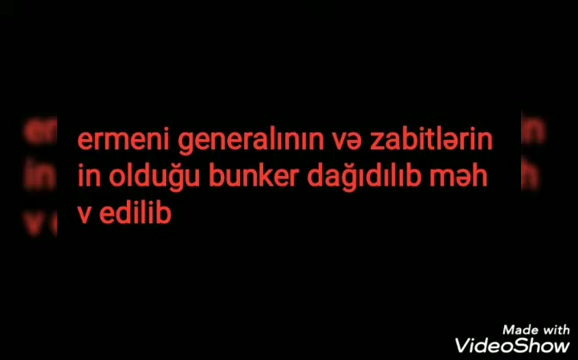 ermeni generalının və zabitlərin
in olduğu bunker dağıdılıb məh
v edilib
Made with
VideoShow